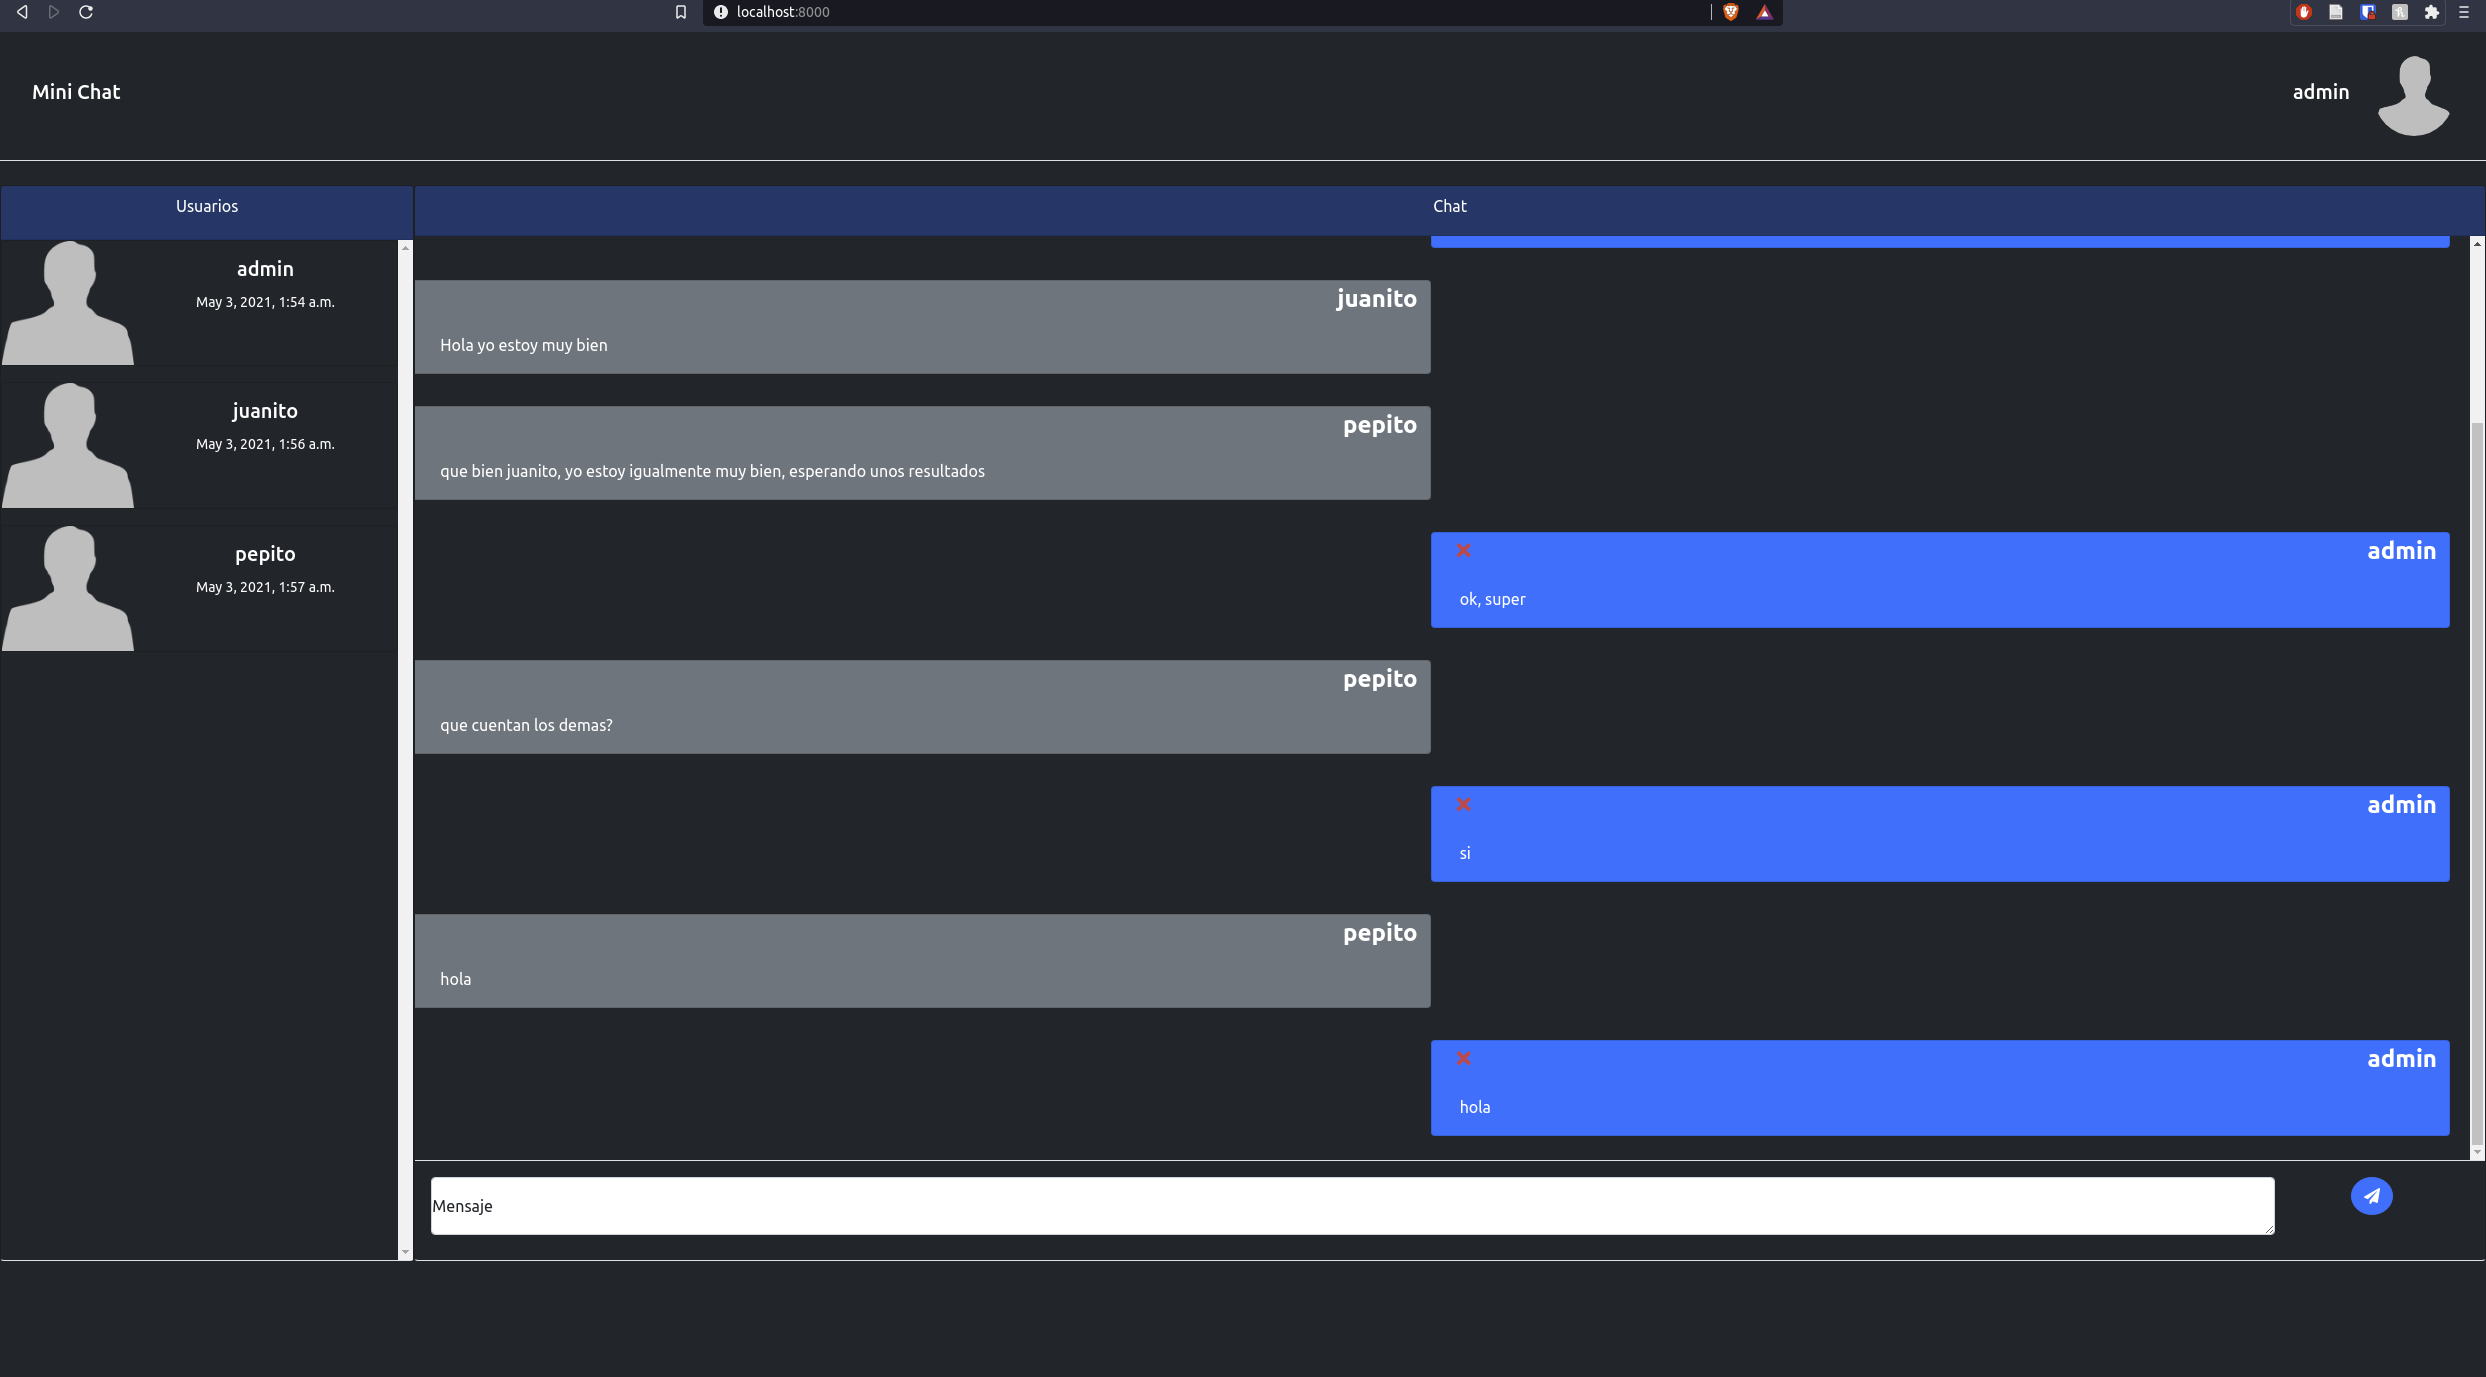 localhost:8000
Mini Chat
admin
Usuarios
admin
May 3, 2021, 1:54 a.m.
juanito
May 3, 2021, 1:56 a.m.
pepito
May 3, 2021, 1:57 a.m.
Chat
juanito
Hola yo estoy muy bien
pepito
que bien juanito, yo estoy igualmente muy bien, esperando unos resultados
admin
ok, super
pepito
que cuentan los demas?
admin
si
pepito
hola
admin
hola
Mensaje